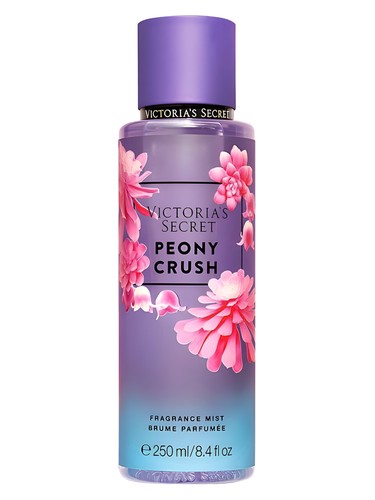 VICTORIA'S SECRET
VICTORIA'S
SECRET
PEONY
CRUSH
FRAGRANCE MIST
BRUME PARFUMÉE
℮ 250 ml/8.4 fl oz